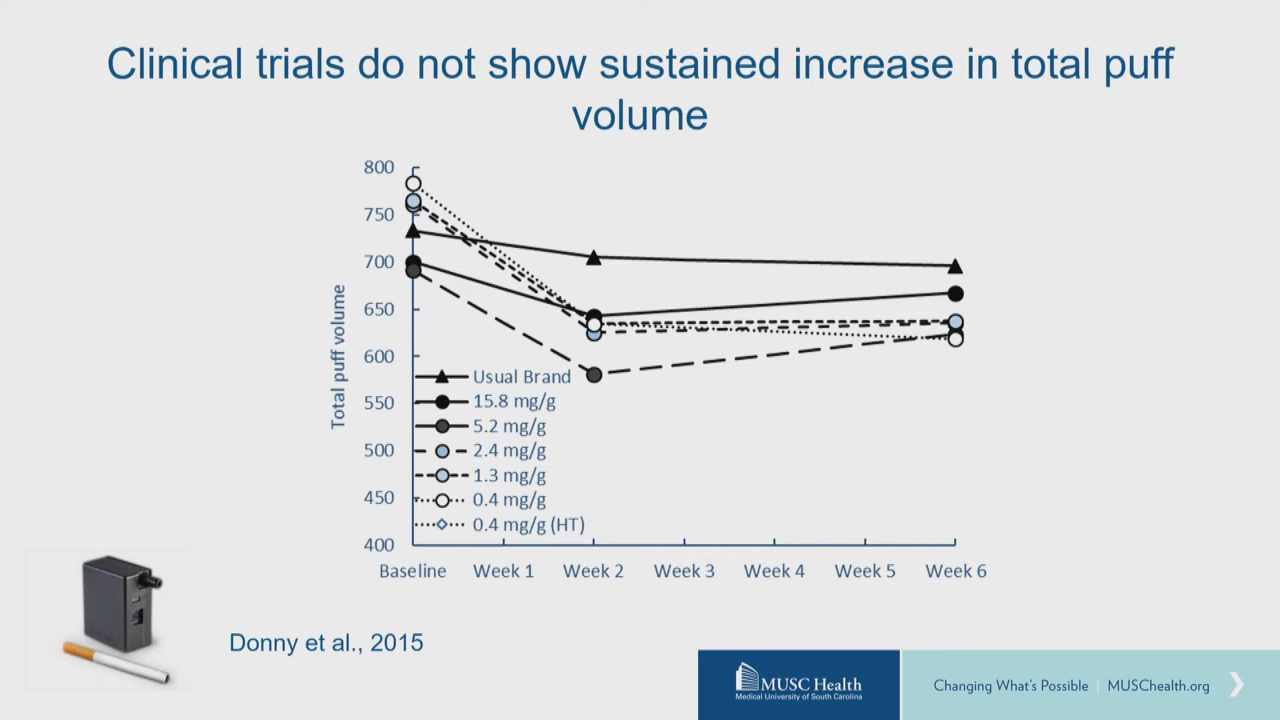 Clinical trials do not show sustained increase in total puff
volume
800
750
700
650
600
550
500
450
400
Total puff volume
Usual Brand
15.8 mg/g
5.2 mg/g
2.4 mg/g
1.3 mg/g
0.4 mg/g
0.4 mg/g (HT)
Baseline Week 1 Week 2 Week 3 Week 4 Week 5 Week 6
Donny et al., 2015
MUSC Health
Medical University of South Carolina
Changing What's Possible | MUSChealth.org